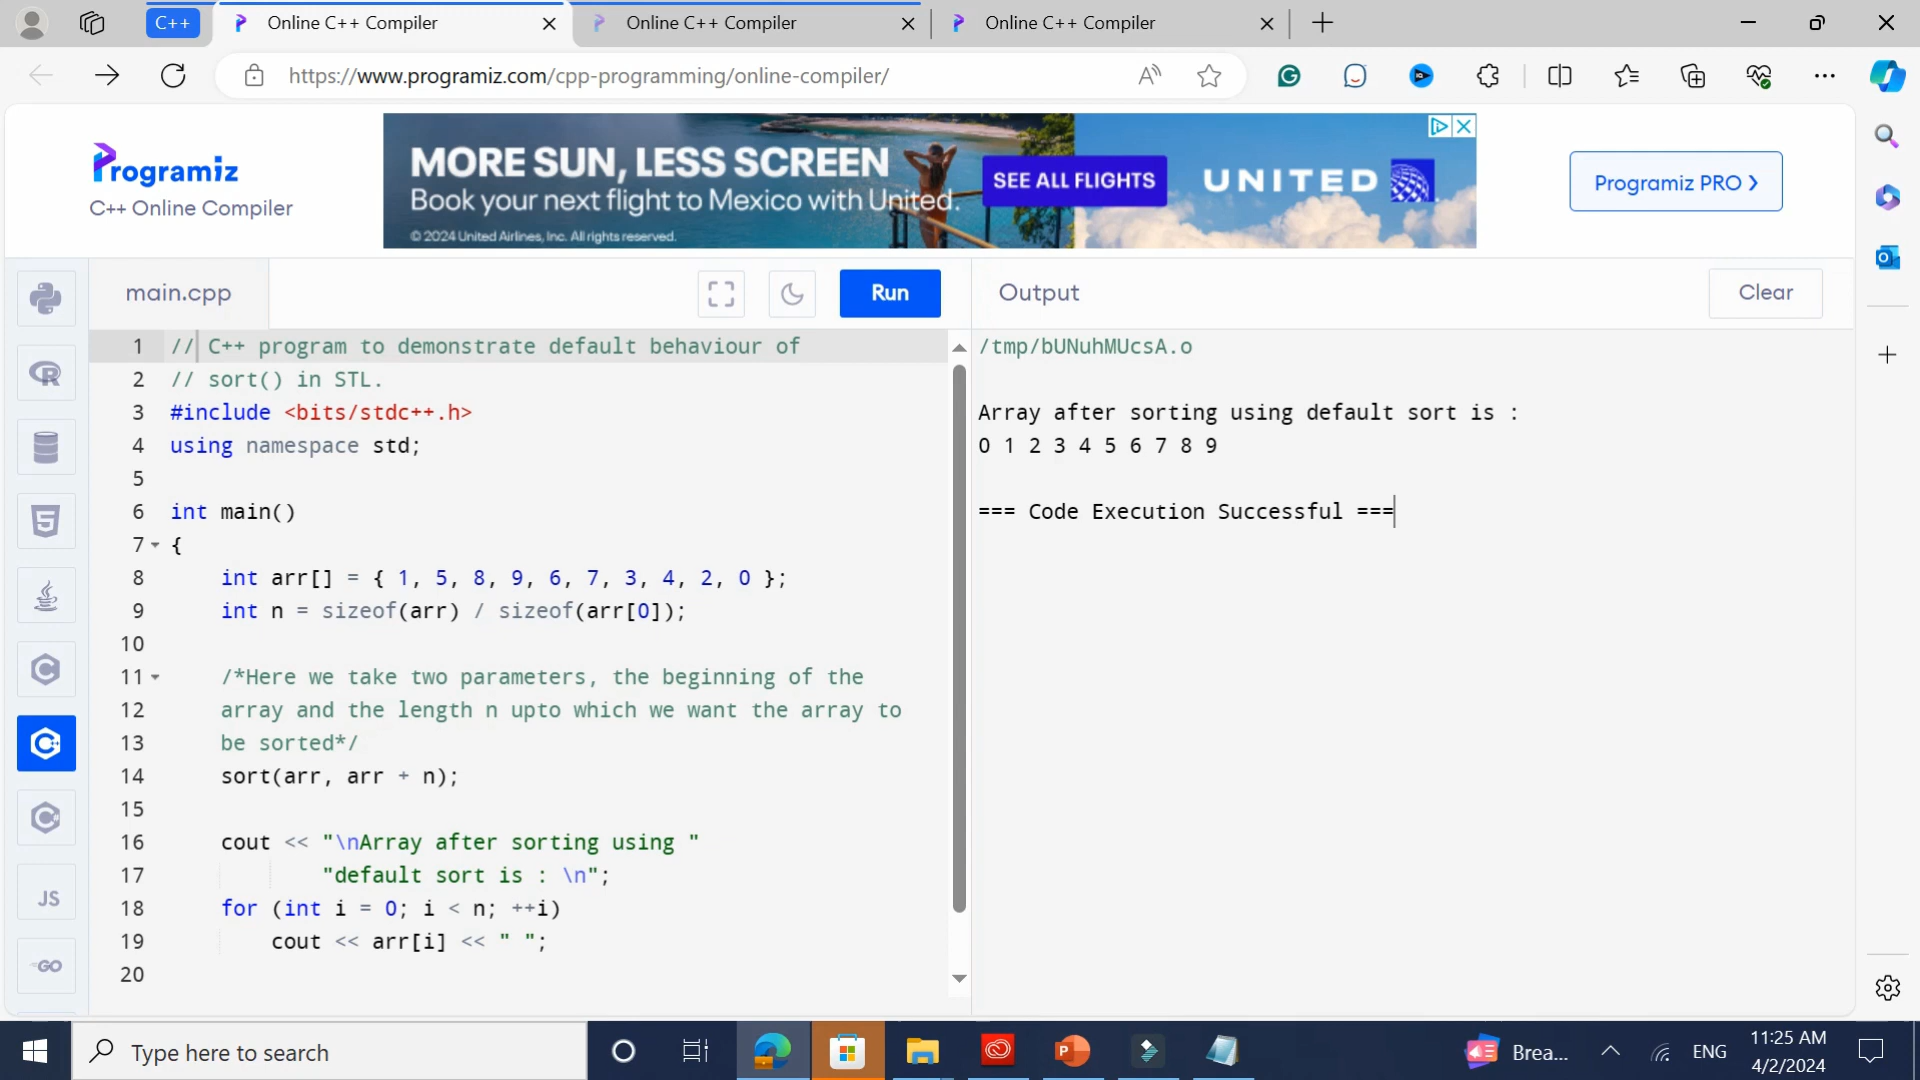 C++
Online C++ Compiler
Online C++ Compiler
Online C++ Compiler
https://www.programiz.com/cpp-programming/online-compiler/
Programiz
C++ Online Compiler
MORE SUN, LESS SCREEN
Book your next flight to Mexico with United.
© 2024 United Airlines, Inc. All rights reserved.
SEE ALL FLIGHTS
UNITED
Programiz PRO ❯
main.cpp
Run
Output
Clear
1 // C++ program to demonstrate default behaviour of
2 // sort() in STL.
3 #include <bits/stdc++.h>
4 using namespace std;
5
6 int main()
7 {
8 int arr[] = { 1, 5, 8, 9, 6, 7, 3, 4, 2, 0 };
9 int n = sizeof(arr) / sizeof(arr[0]);
10
11 /*Here we take two parameters, the beginning of the
12 array and the length n upto which we want the array to
13 be sorted*/
14 sort(arr, arr + n);
15
16 cout << "\nArray after sorting using "
17 "default sort is : \n";
18 for (int i = 0; i < n; ++i)
19 cout << arr[i] << " ";
20
/tmp/bUNuhMUcsA.o
Array after sorting using default sort is :
0 1 2 3 4 5 6 7 8 9
=== Code Execution Successful ===
JS
GO
Type here to search
Brea...
ENG
11:25 AM
4/2/2024